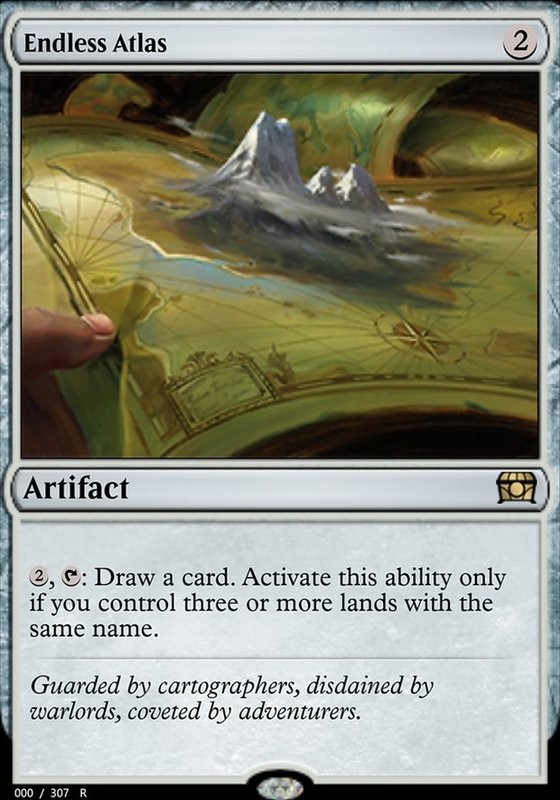 Endless Atlas
2
Artifact
2, : Draw a card. Activate this ability only
if you control three or more lands with the
same name.
Guarded by cartographers, disdained by
warlords, coveted by adventurers.
000 / 307 R